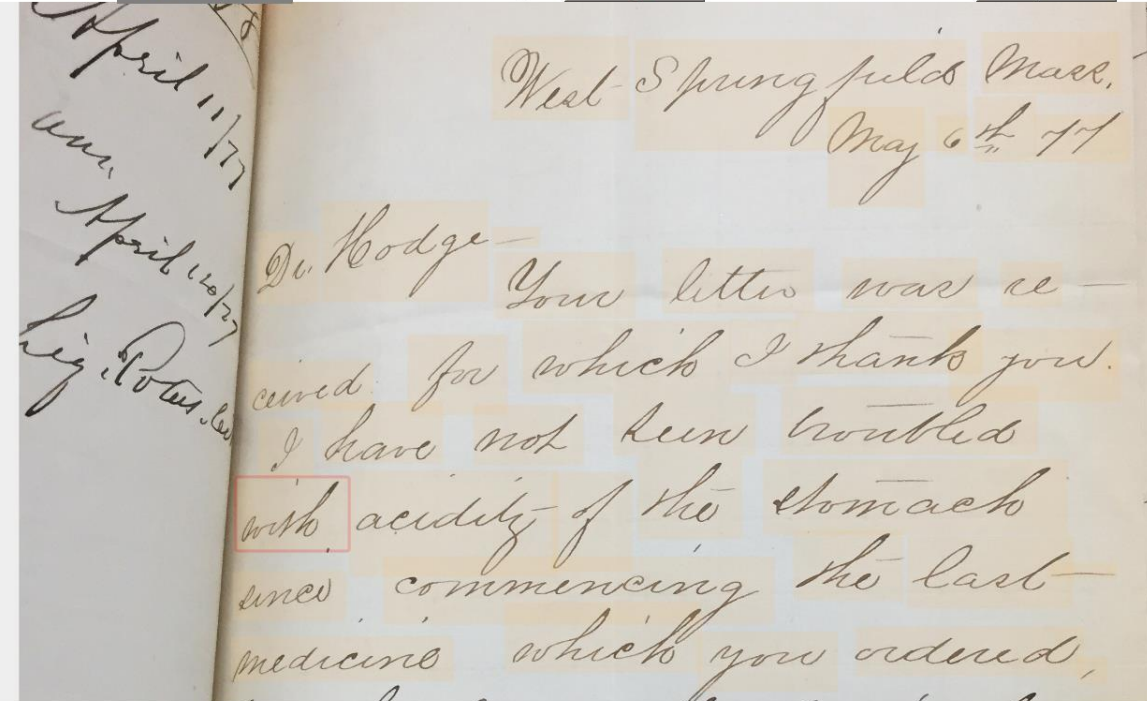 April 11/77
ans.
April 20/77
Liq. Potas.
West Springfield Mass.
May 6th 77
Dr. Hodge—
Your letter was re—
ceived for which I thank you.
I have not been troubled
with acidity of the stomach
since commencing the last
medicine which you ordered,